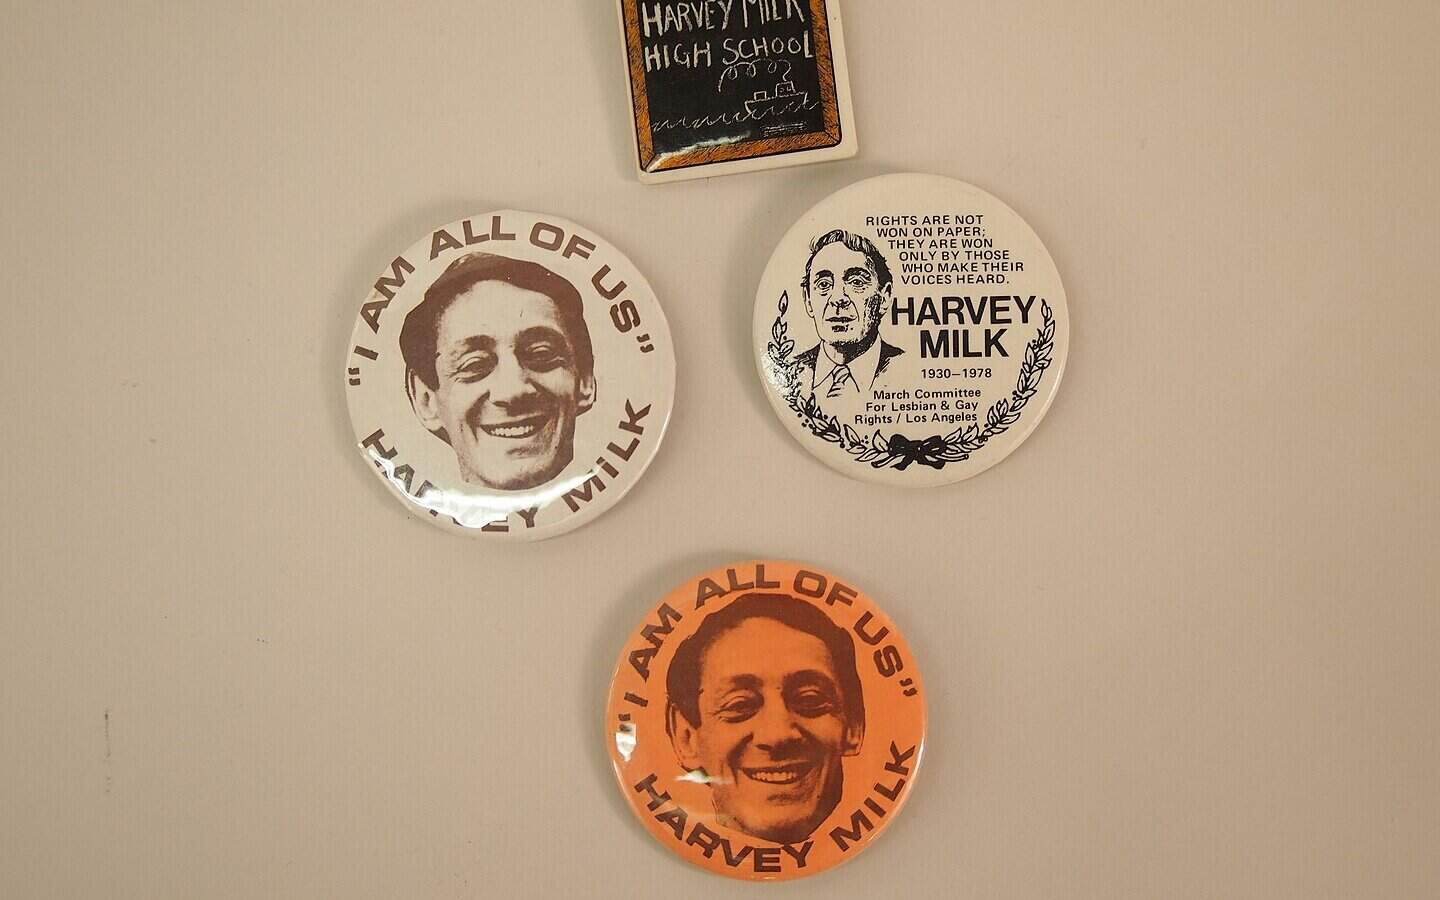 HARVEY MILK
HIGH SCHOOL
"I AM ALL OF US"
HARVEY MILK
RIGHTS ARE NOT
WON ON PAPER;
THEY ARE WON
ONLY BY THOSE
WHO MAKE THEIR
VOICES HEARD.
HARVEY
MILK
1930–1978
March Committee
For Lesbian & Gay
Rights / Los Angeles
"I AM ALL OF US"
HARVEY MILK